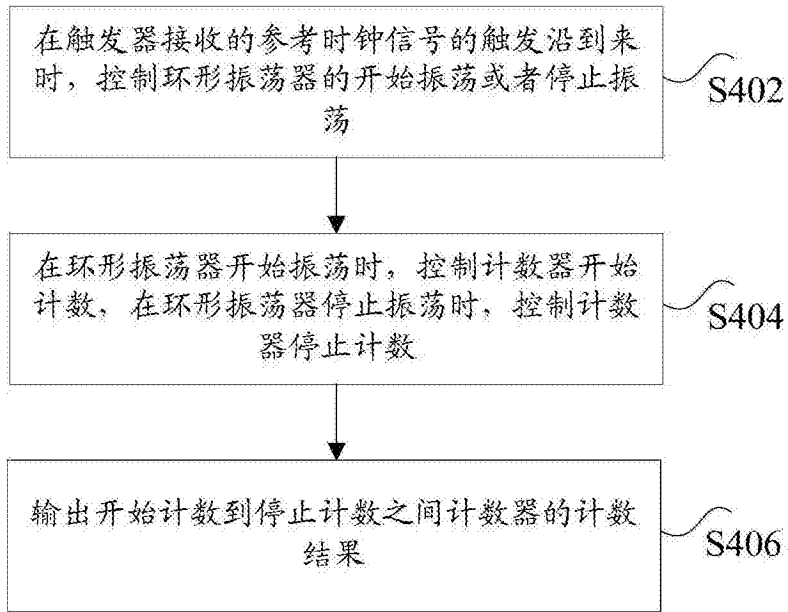 在触发器接收的参考时钟信号的触发沿到来
时，控制环形振荡器的开始振荡或者停止振
荡
S402
在环形振荡器开始振荡时，控制计数器开始
计数，在环形振荡器停止振荡时，控制计数
器停止计数
S404
输出开始计数到停止计数之间计数器的计数
结果
S406